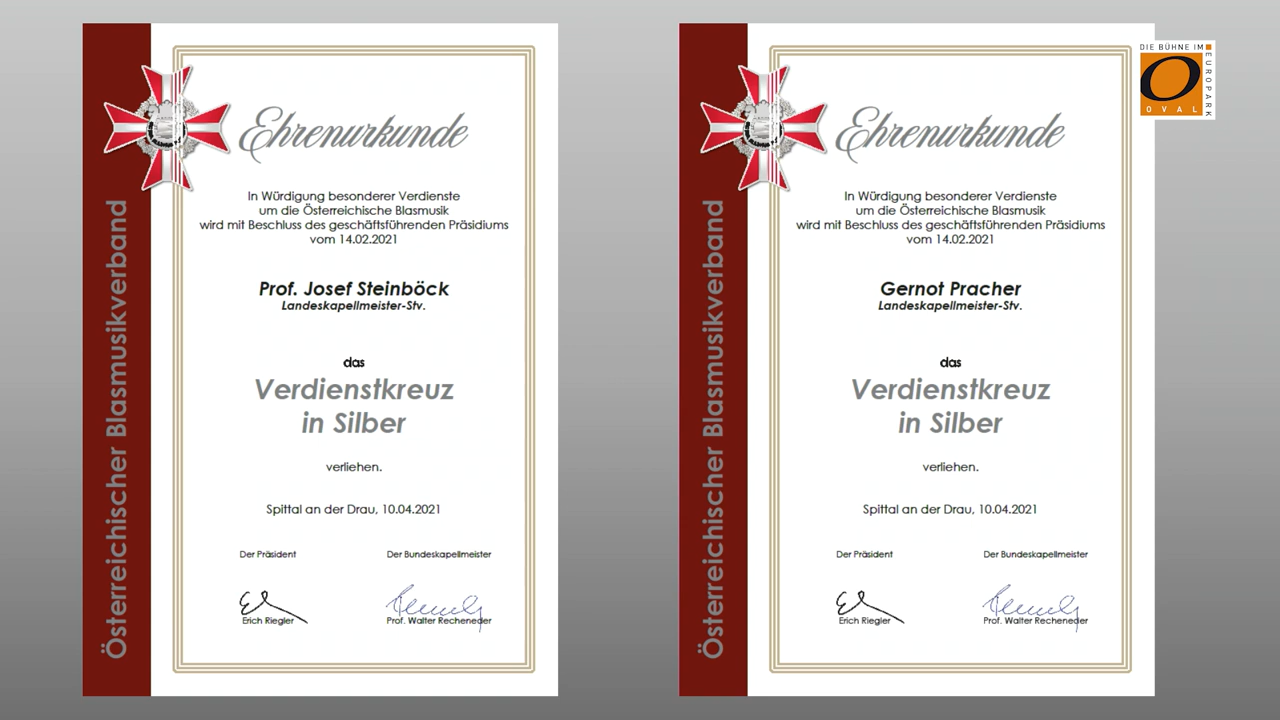 Österreichischer Blasmusikverband
Ehrenurkunde
In Würdigung besonderer Verdienste
um die Österreichische Blasmusik
wird mit Beschluss des geschäftsführenden Präsidiums
vom 14.02.2021
Prof. Josef Steinböck
Landeskapellmeister-Stv.
das
Verdienstkreuz
in Silber
verliehen.
Spittal an der Drau, 10.04.2021
Der Präsident
Der Bundeskapellmeister
Erich Riegler
Prof. Walter Recheneder
Österreichischer Blasmusikverband
Ehrenurkunde
In Würdigung besonderer Verdienste
um die Österreichische Blasmusik
wird mit Beschluss des geschäftsführenden Präsidiums
vom 14.02.2021
Gernot Pracher
Landeskapellmeister-Stv.
das
Verdienstkreuz
in Silber
verliehen.
Spittal an der Drau, 10.04.2021
Der Präsident
Der Bundeskapellmeister
Erich Riegler
Prof. Walter Recheneder
DIE BÜHNE IM
EUROPARK
OVAL